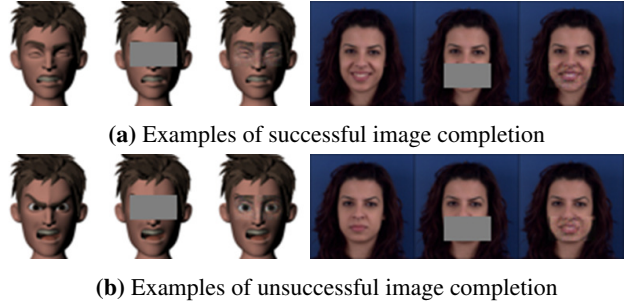 (a) Examples of successful image completion
(b) Examples of unsuccessful image completion